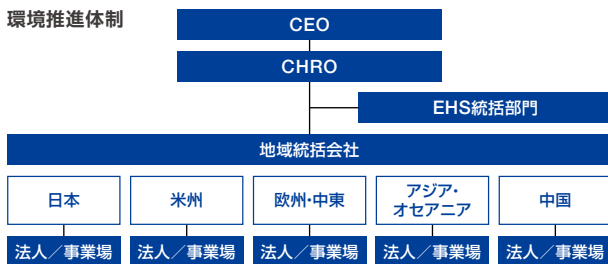 環境推進体制
CEO
CHRO
EHS統括部門
地域統括会社
日本
米州
欧州・中東
アジア・
オセアニア
中国
法人／事業場
法人／事業場
法人／事業場
法人／事業場
法人／事業場